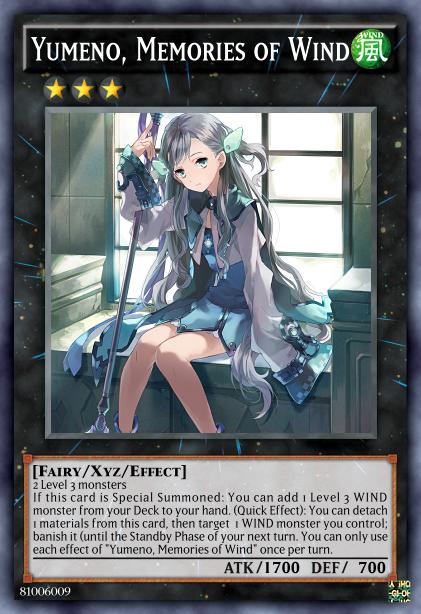 Yumeno, Memories of Wind
WIND
風
[Fairy/Xyz/Effect]
2 Level 3 monsters
If this card is Special Summoned: You can add 1 Level 3 WIND
monster from your Deck to your hand. (Quick Effect): You can detach
1 materials from this card, then target 1 WIND monster you control;
banish it (until the Standby Phase of your next turn. You can only use
each effect of "Yumeno, Memories of Wind" once per turn.
ATK/1700 DEF/ 700
81006009